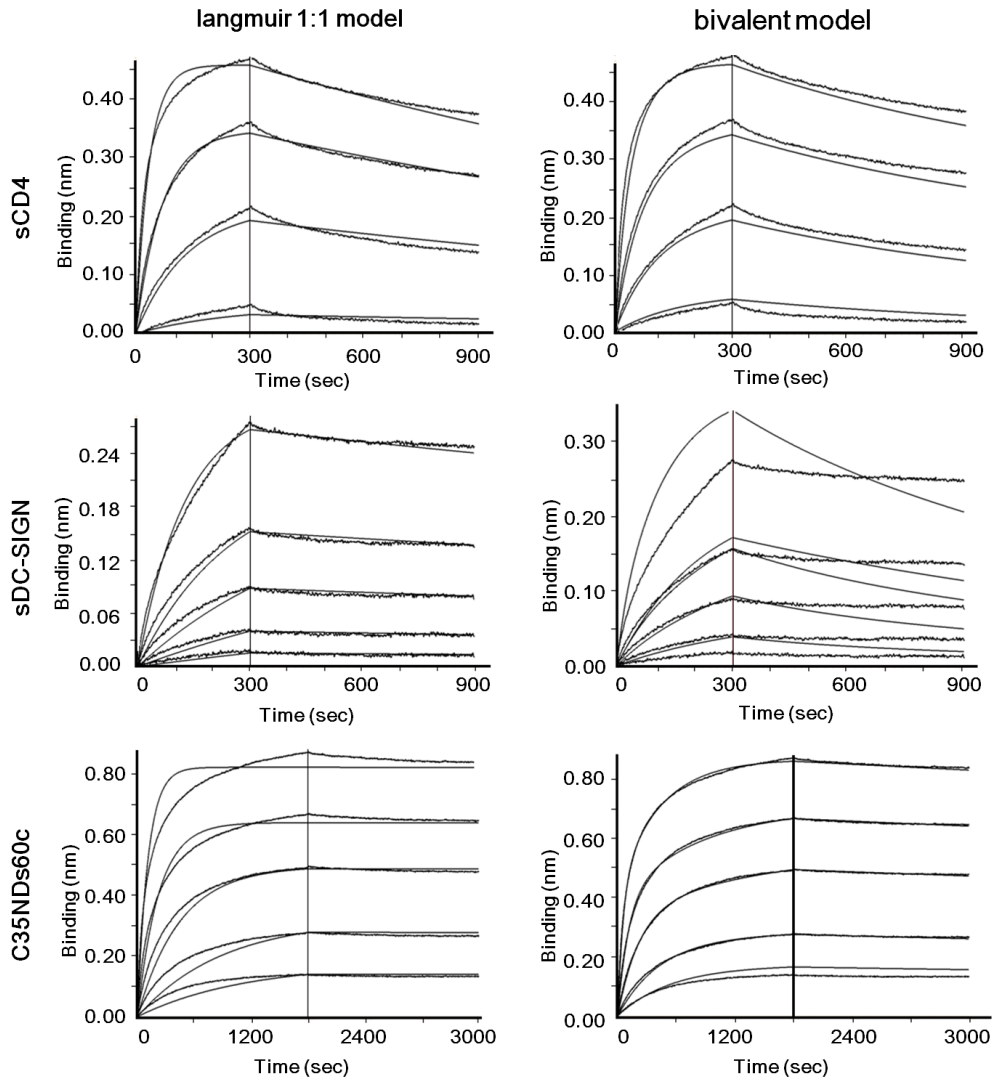 langmuir 1:1 model
bivalent model
sCD4
Binding (nm)
0.40
0.30
0.20
0.10
0.00
0 300 600 900
Time (sec)
Binding (nm)
0.40
0.30
0.20
0.10
0.00
0 300 600 900
Time (sec)
sDC-SIGN
Binding (nm)
0.24
0.18
0.12
0.06
0.00
0 300 600 900
Time (sec)
Binding (nm)
0.30
0.20
0.10
0.00
0 300 600 900
Time (sec)
C35NDs60c
Binding (nm)
0.80
0.60
0.40
0.20
0.00
0 1200 2400 3000
Time (sec)
Binding (nm)
0.80
0.60
0.40
0.20
0.00
0 1200 2400 3000
Time (sec)